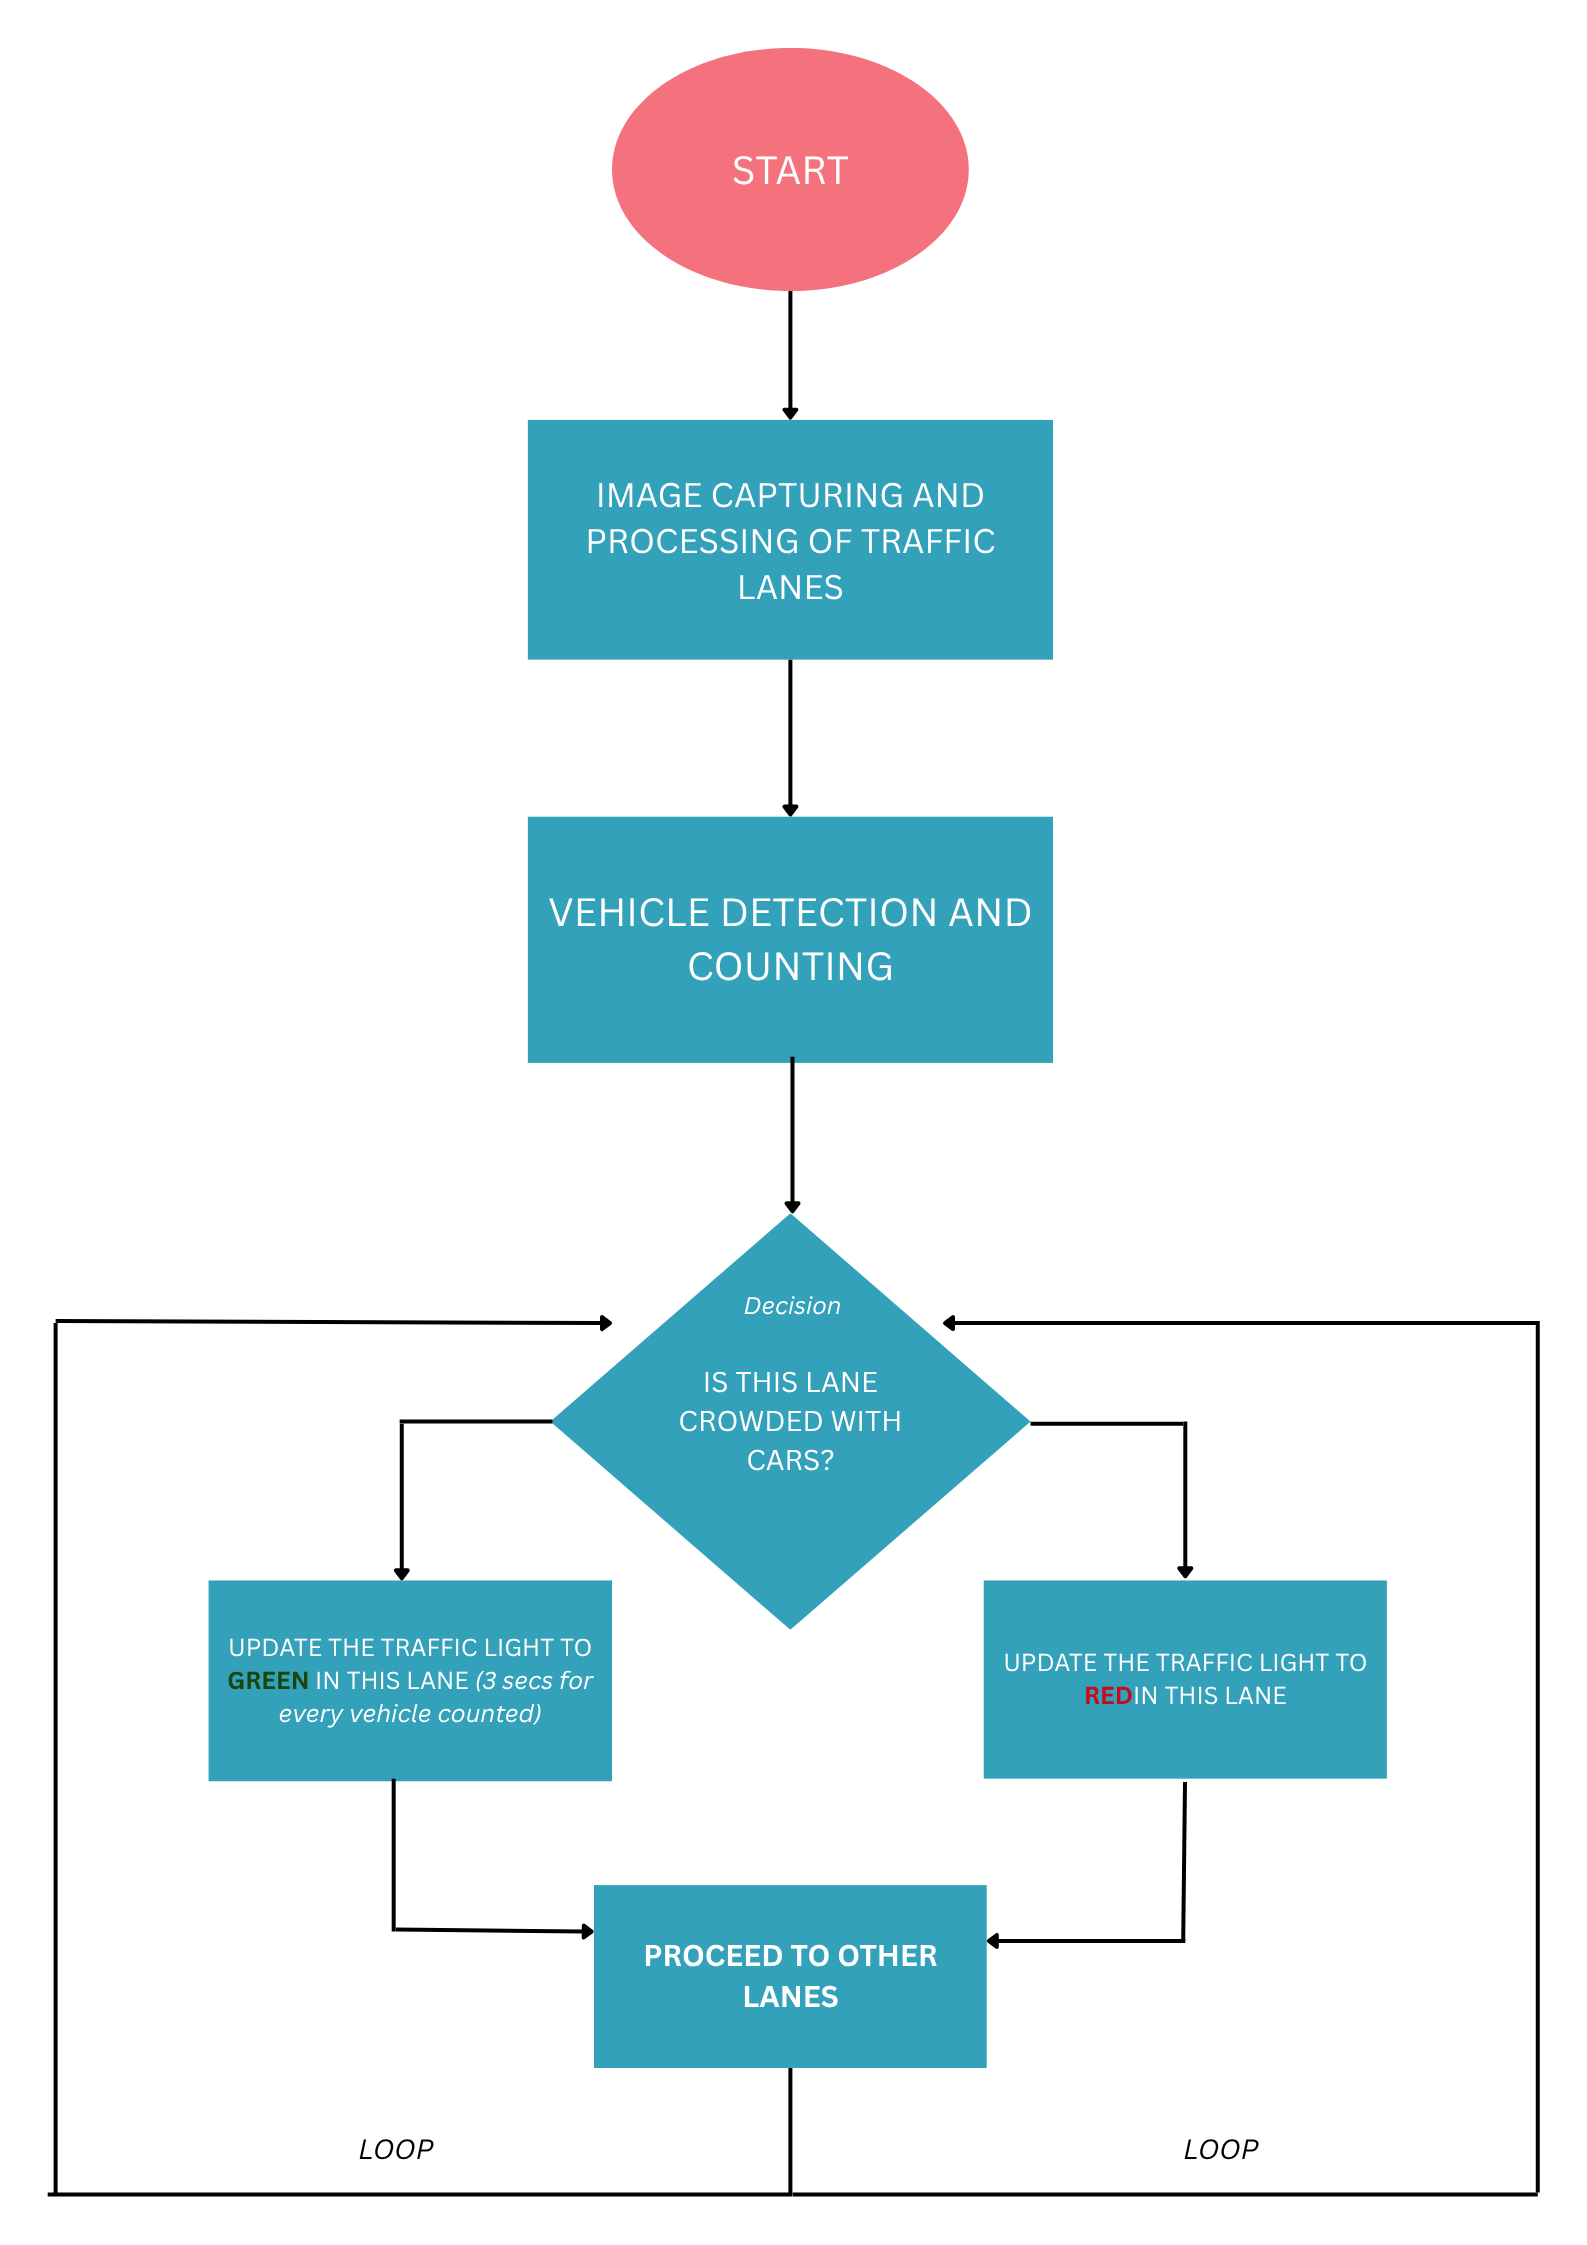 START
IMAGE CAPTURING AND
PROCESSING OF TRAFFIC
LANES
VEHICLE DETECTION AND
COUNTING
Decision
IS THIS LANE
CROWDED WITH
CARS?
UPDATE THE TRAFFIC LIGHT TO
GREEN IN THIS LANE (3 secs for
every vehicle counted)
UPDATE THE TRAFFIC LIGHT TO
REDIN THIS LANE
PROCEED TO OTHER
LANES
LOOP
LOOP